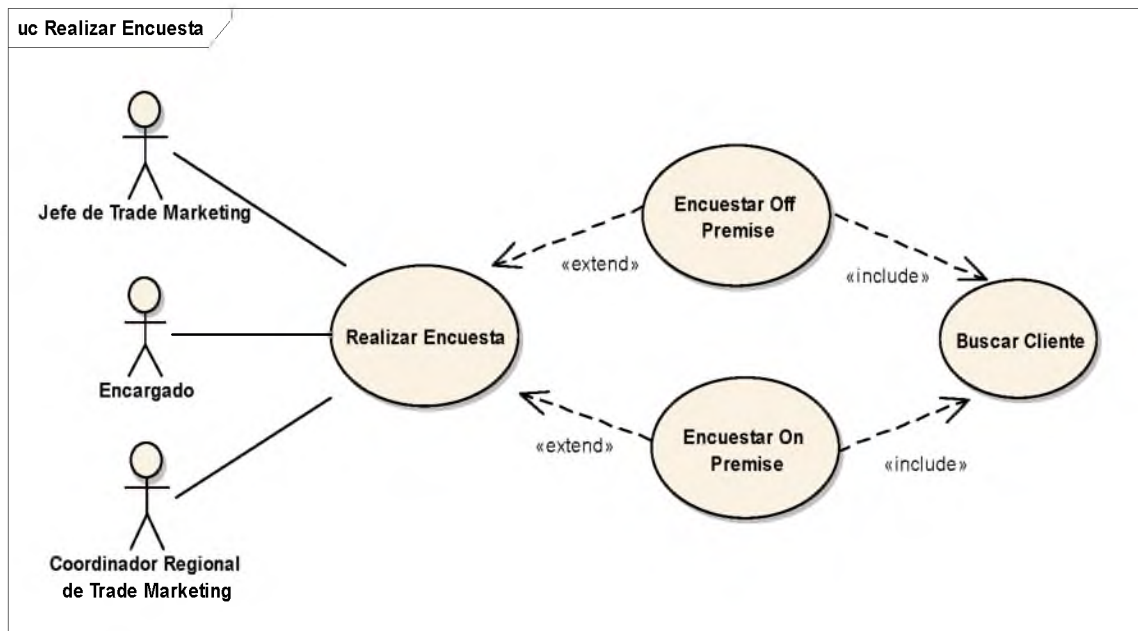 uc Realizar Encuesta
Jefe de Trade Marketing
Encargado
Coordinador Regional
de Trade Marketing
Realizar Encuesta
«extend»
«extend»
Encuestar Off
Premise
Encuestar On
Premise
«include»
«include»
Buscar Cliente